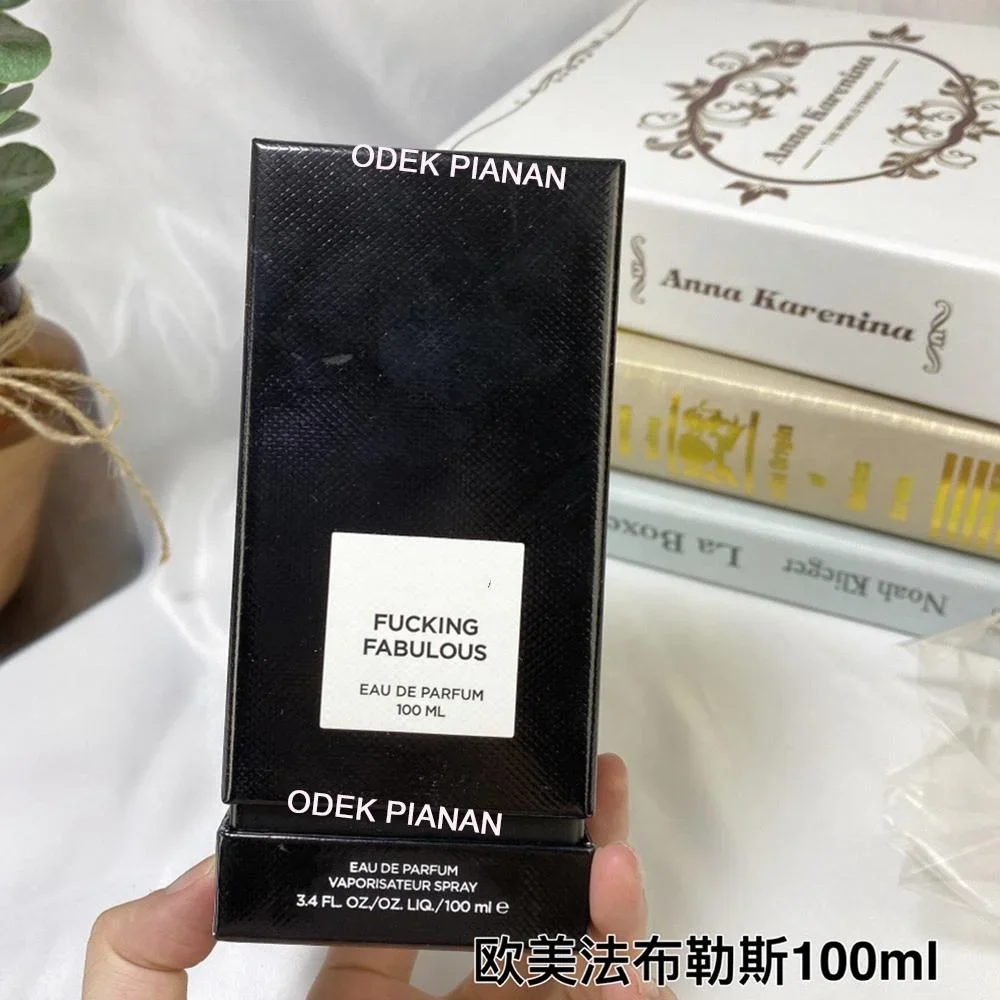 ODEK PIANAN
FUCKING
FABULOUS
EAU DE PARFUM
100 ML
ODEK PIANAN
EAU DE PARFUM
VAPORISATEUR SPRAY
3.4 FL. OZ./OZ. LIQ./100 ml e
Anna Karenina
Anna Karenina
Origin
Noah Klieger
La Boxe
欧美法布勒斯100ml